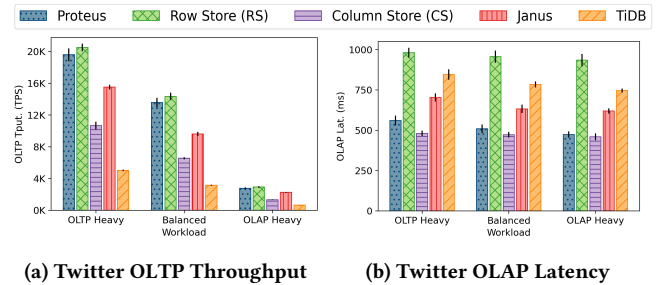 Proteus Row Store (RS) Column Store (CS) Janus TiDB
20K
16K
12K
8K
4K
0K
OLTP Tput. (TPS)
OLTP Heavy Balanced OLAP Heavy
Workload
1000
750
500
250
0
OLAP Lat. (ms)
OLTP Heavy Balanced OLAP Heavy
Workload
(a) Twitter OLTP Throughput
(b) Twitter OLAP Latency